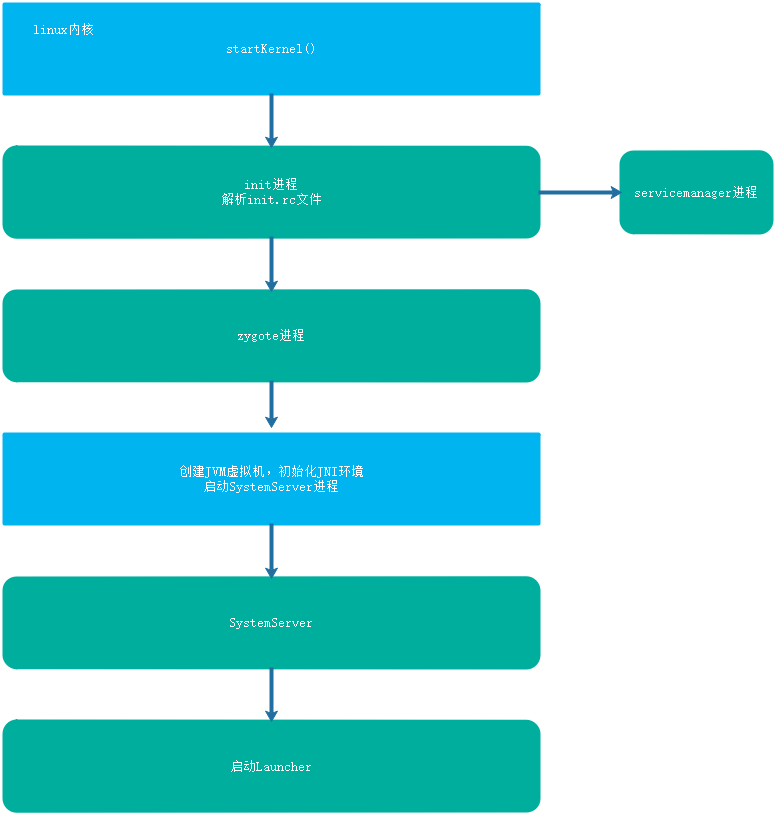 linux内核
startKernel()
init进程
解析init.rc文件
servicemanager进程
zygote进程
创建JVM虚拟机，初始化JNI环境
启动SystemServer进程
SystemServer
启动Launcher